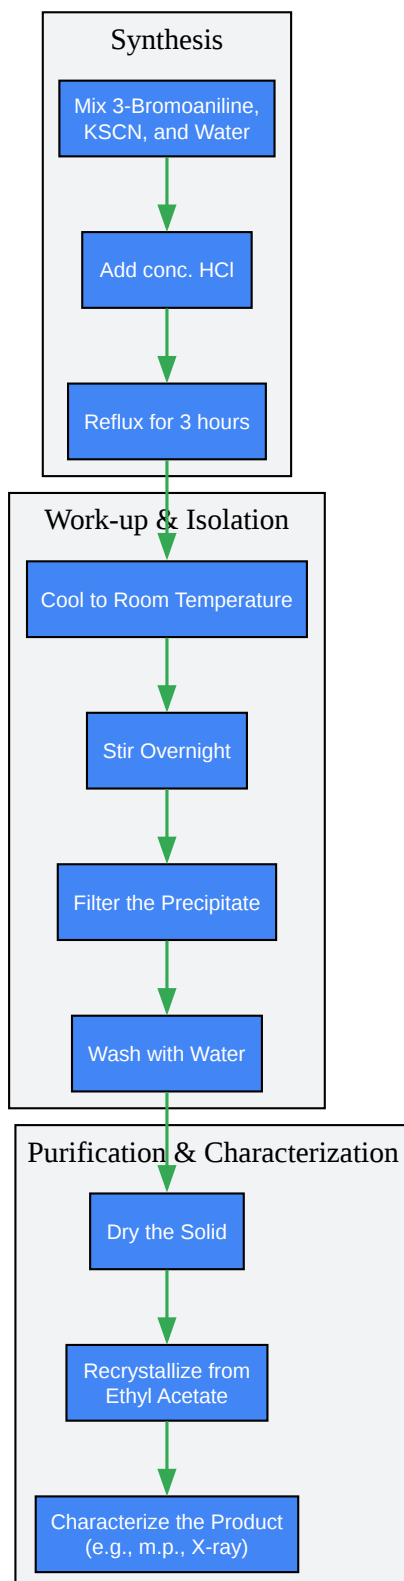 Synthesis
Mix 3-Bromoaniline,
KSCN, and Water
Add conc. HCl
Reflux for 3 hours
Work-up & Isolation
Cool to Room Temperature
Stir Overnight
Filter the Precipitate
Wash with Water
Purification & Characterization
Dry the Solid
Recrystallize from
Ethyl Acetate
Characterize the Product
(e.g., m.p., X-ray)